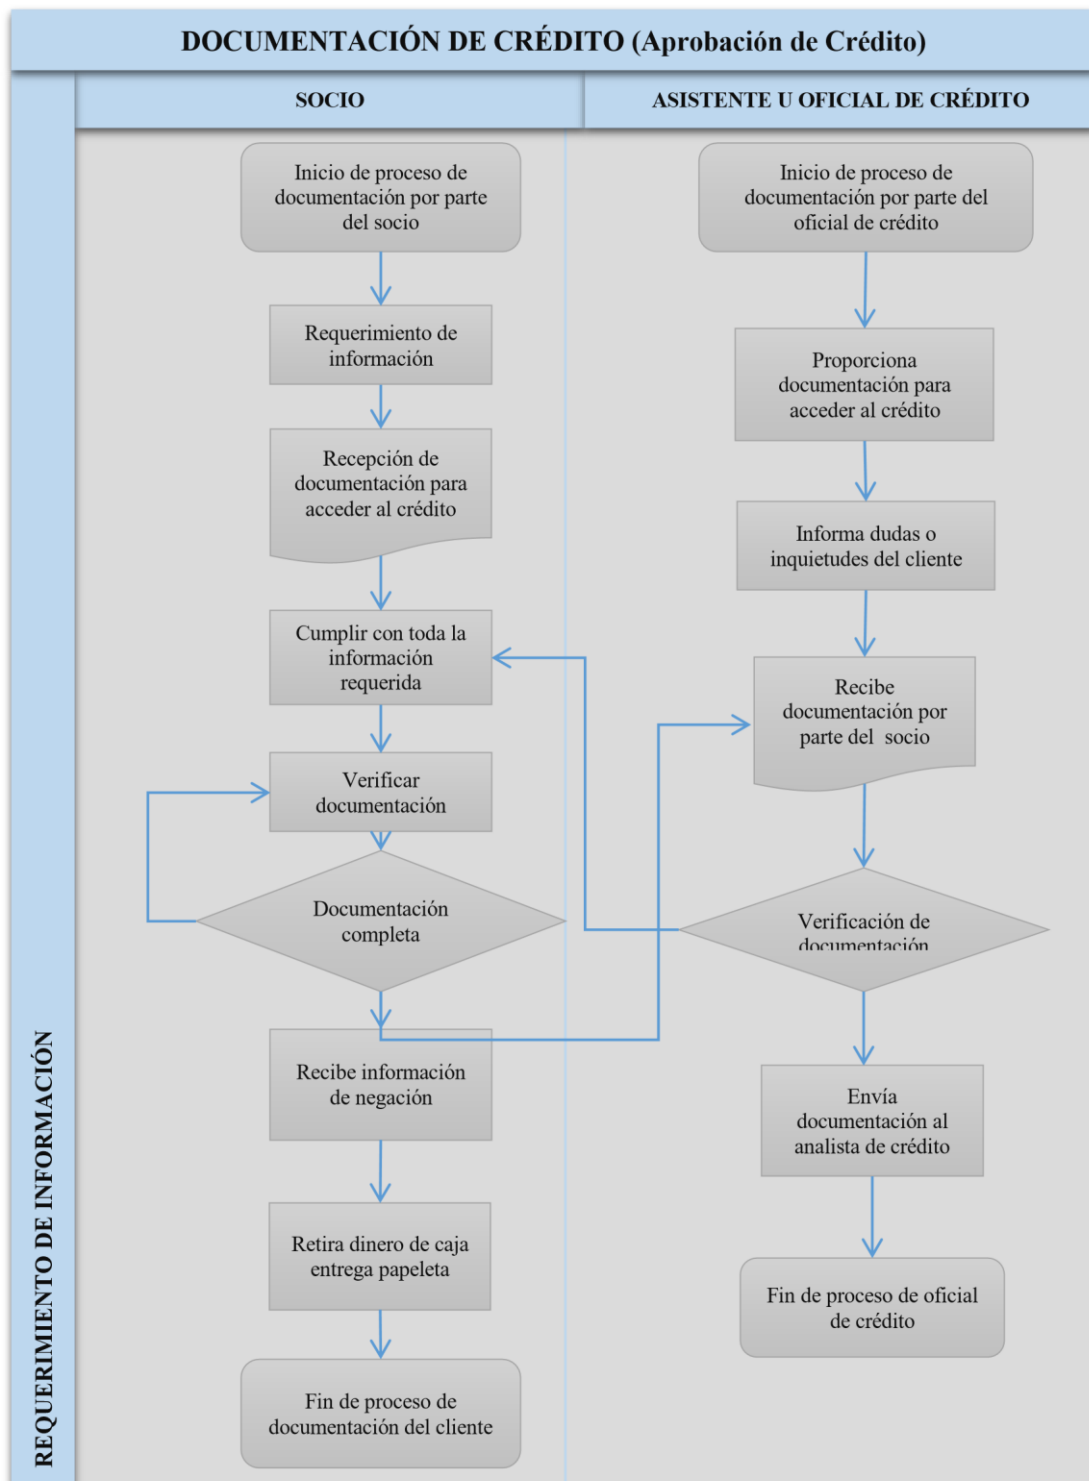 DOCUMENTACIÓN DE CRÉDITO (Aprobación de Crédito)
SOCIO
ASISTENTE U OFICIAL DE CRÉDITO
REQUERIMIENTO DE INFORMACIÓN
Inicio de proceso de
documentación por parte
del socio
Requerimiento de
información
Recepción de
documentación para
acceder al crédito
Cumplir con toda la
información
requerida
Verificar
documentación
Documentación
completa
Recibe información
de negación
Retira dinero de caja
entrega papeleta
Fin de proceso de
documentación del cliente
Inicio de proceso de
documentación por parte del
oficial de crédito
Proporciona
documentación para
acceder al crédito
Informa dudas o
inquietudes del cliente
Recibe
documentación por
parte del socio
Verificación de
documentación
Envía
documentación al
analista de crédito
Fin de proceso de oficial
de crédito